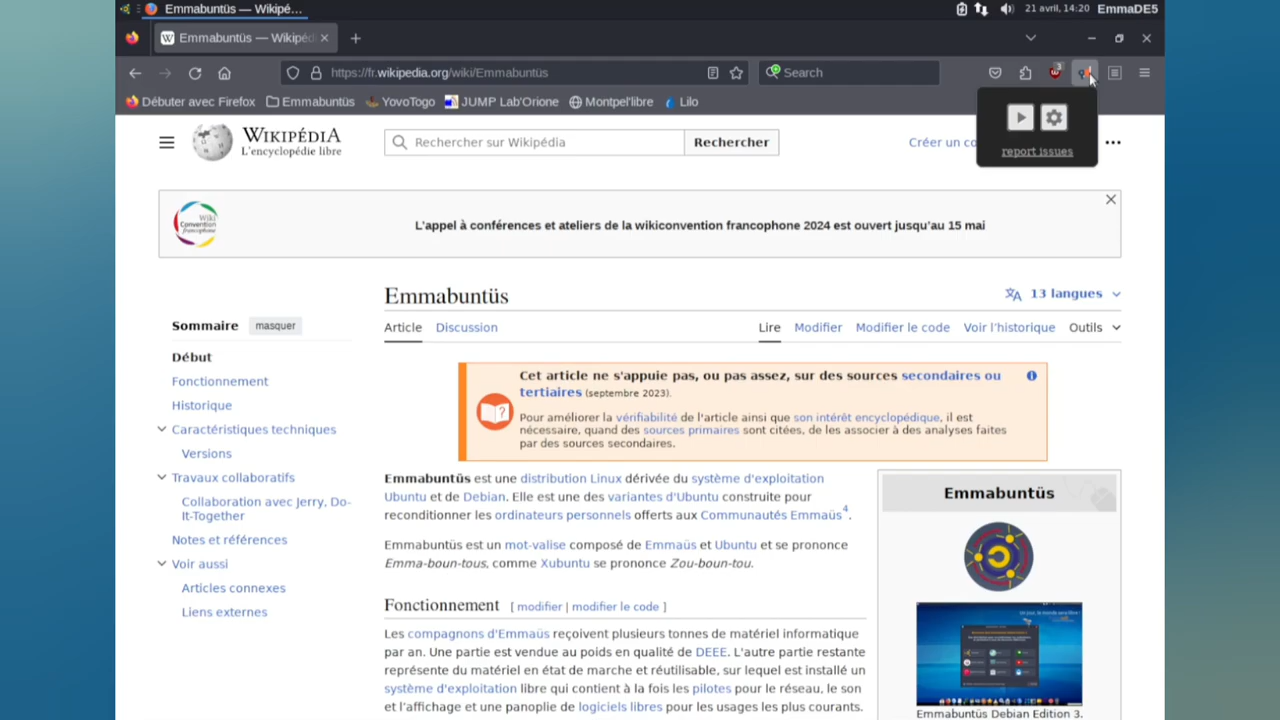 Emmabuntüs — Wikipé…
21 avril, 14:20 EmmaDE5
Emmabuntüs — Wikipéd
https://fr.wikipedia.org/wiki/Emmabuntüs
Search
3
Débuter avec Firefox Emmabuntüs YovoTogo JUMP Lab'Orione Montpel'libre Lilo
report issues
WIKIPÉDIA
L'encyclopédie libre
Rechercher sur Wikipédia
Rechercher
Créer un co
Wiki
Convention
francophone
L'appel à conférences et ateliers de la wikiconvention francophone 2024 est ouvert jusqu'au 15 mai
Emmabuntüs
13 langues
Article Discussion
Lire Modifier Modifier le code Voir l'historique Outils
Sommaire masquer
Début
Fonctionnement
Historique
Caractéristiques techniques
Versions
Travaux collaboratifs
Collaboration avec Jerry, Do-
It-Together
Notes et références
Voir aussi
Articles connexes
Liens externes
Cet article ne s'appuie pas, ou pas assez, sur des sources secondaires ou
tertiaires (septembre 2023).
Pour améliorer la vérifiabilité de l'article ainsi que son intérêt encyclopédique, il est
nécessaire, quand des sources primaires sont citées, de les associer à des analyses faites
par des sources secondaires.
Emmabuntüs est une distribution Linux dérivée du système d'exploitation
Ubuntu et de Debian. Elle est une des variantes d'Ubuntu construite pour
reconditionner les ordinateurs personnels offerts aux Communautés Emmaüs4.
Emmabuntüs est un mot-valise composé de Emmaüs et Ubuntu et se prononce
Emma-boun-tous, comme Xubuntu se prononce Zou-boun-tou.
Fonctionnement [ modifier | modifier le code ]
Les compagnons d'Emmaüs reçoivent plusieurs tonnes de matériel informatique
par an. Une partie est vendue au poids en qualité de DEEE. L'autre partie restante
représente du matériel en état de marche et réutilisable, sur lequel est installé un
système d'exploitation libre qui contient à la fois les pilotes pour le réseau, le son
et l'affichage et une panoplie de logiciels libres pour les usages les plus courants.
Emmabuntüs
Emmabuntüs Debian Edition 3.